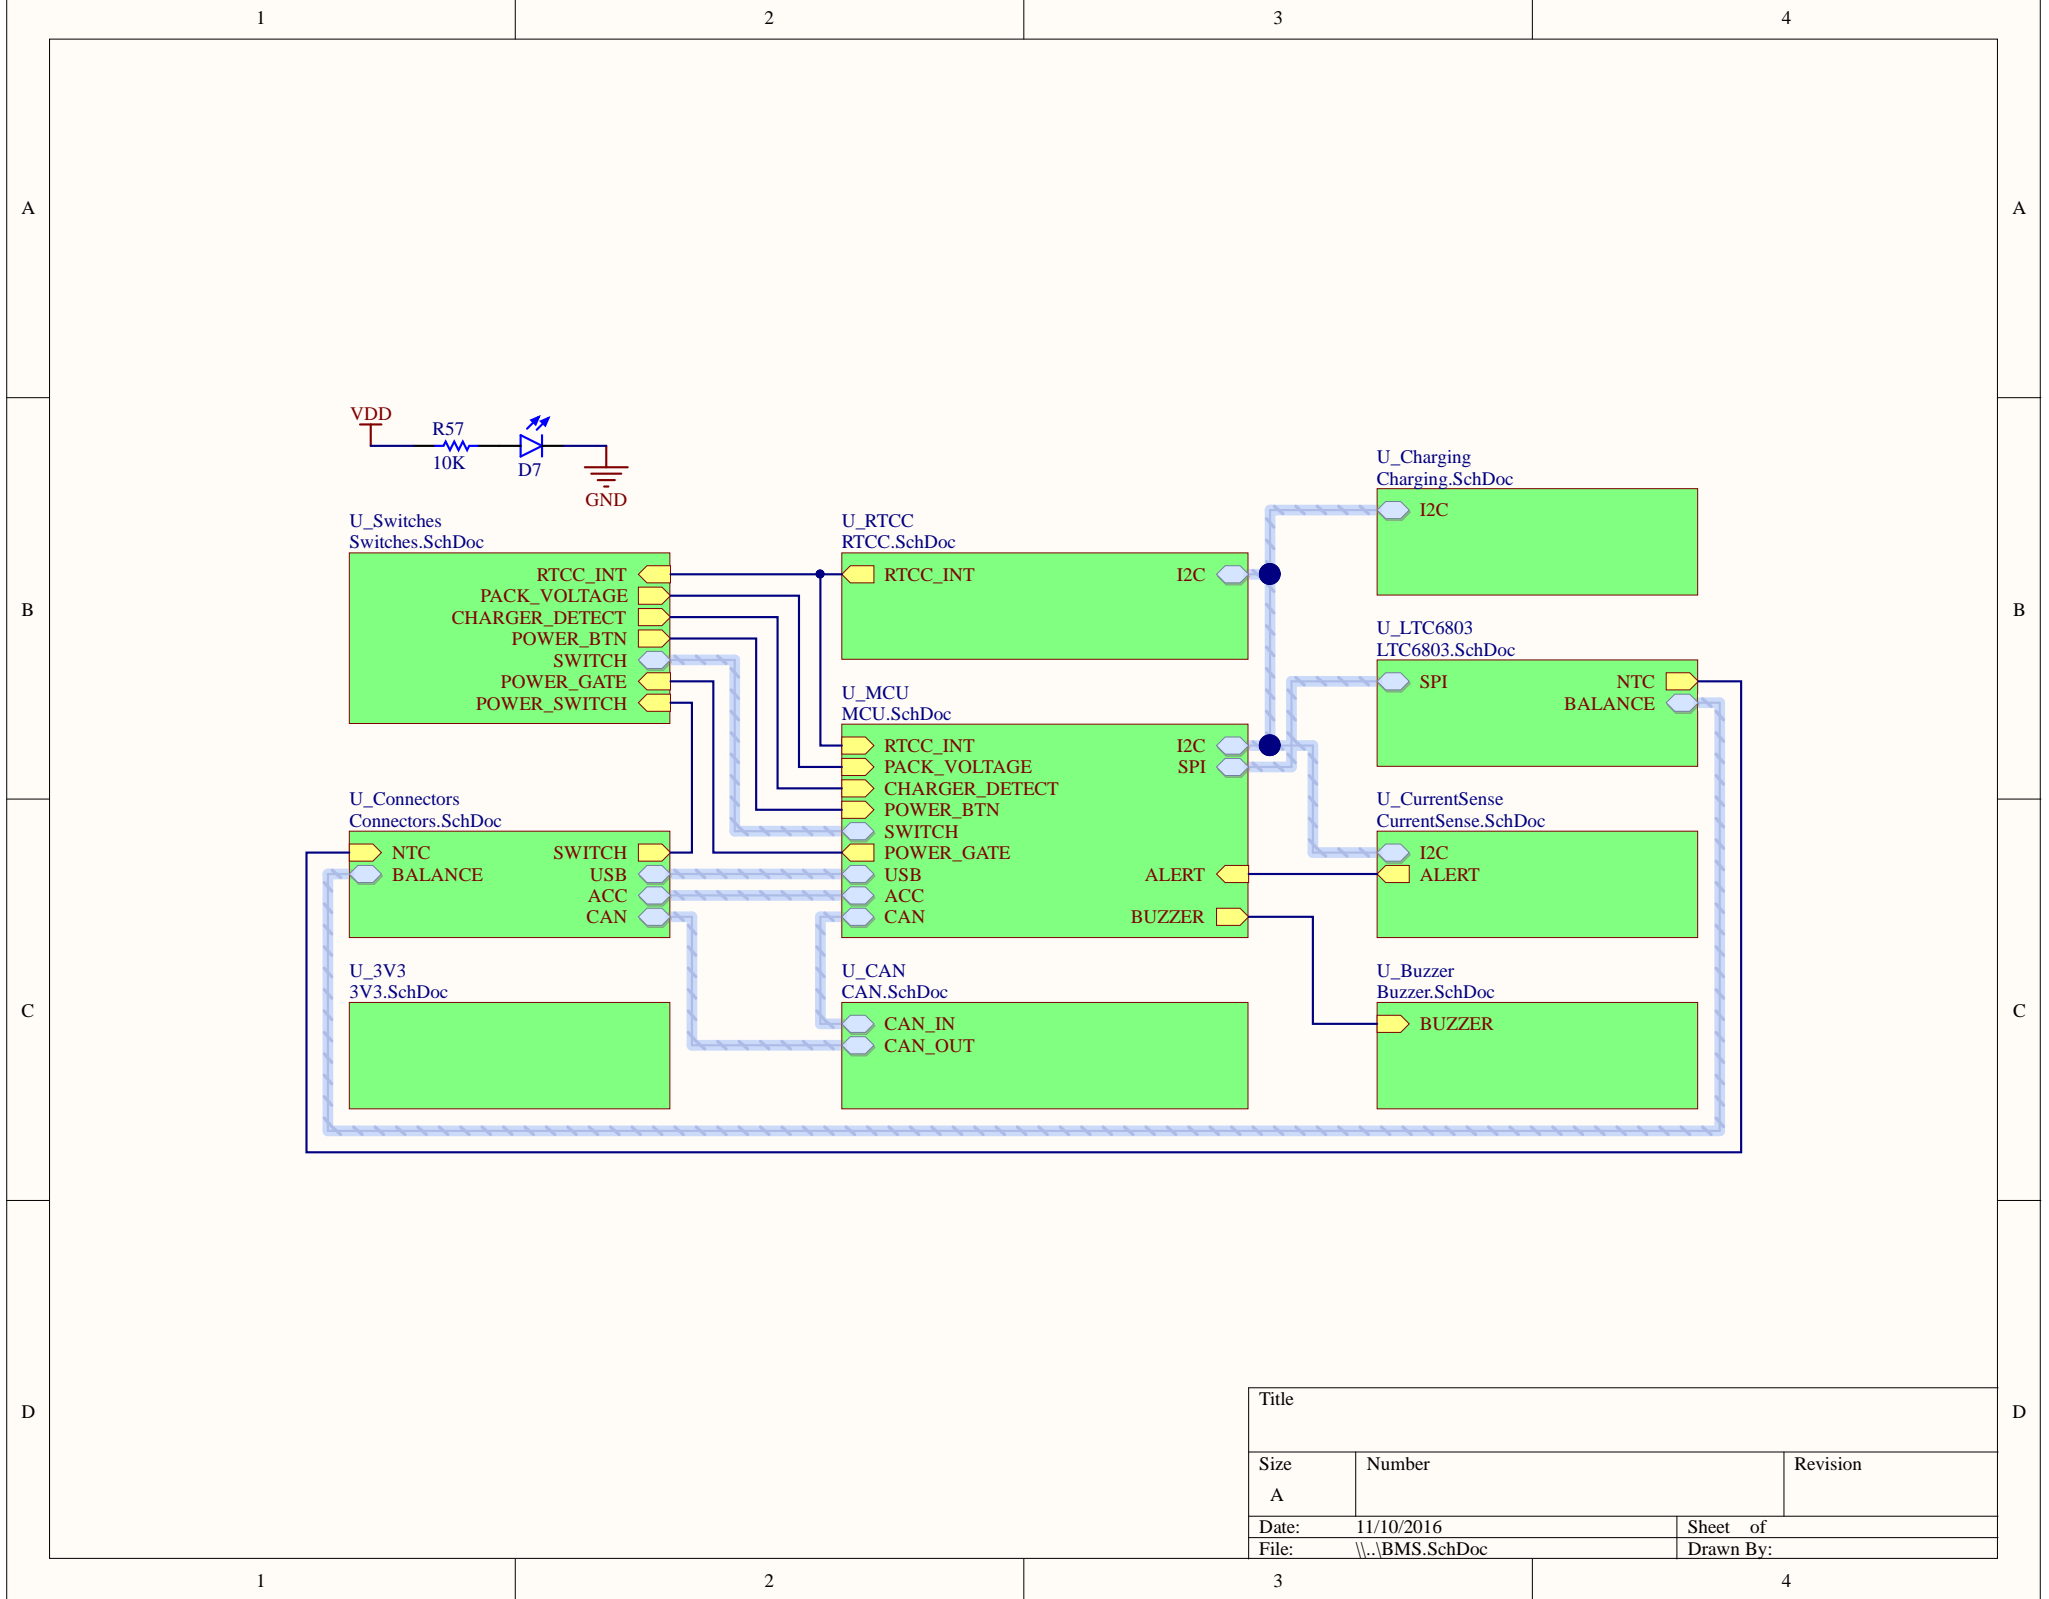 1 2 3 4
A A
VDD
R57
10K
D7
GND
B B
U_Switches
Switches.SchDoc
RTCC_INT
PACK_VOLTAGE
CHARGER_DETECT
POWER_BTN
SWITCH
POWER_GATE
POWER_SWITCH
U_RTCC
RTCC.SchDoc
RTCC_INT I2C
U_Charging
Charging.SchDoc
I2C
U_LTC6803
LTC6803.SchDoc
SPI NTC
BALANCE
U_MCU
MCU.SchDoc
RTCC_INT I2C
PACK_VOLTAGE SPI
CHARGER_DETECT
POWER_BTN
SWITCH
POWER_GATE
USB ALERT
ACC
CAN BUZZER
U_Connectors
Connectors.SchDoc
NTC SWITCH
BALANCE USB
ACC
CAN
U_CurrentSense
CurrentSense.SchDoc
I2C
ALERT
C C
U_3V3
3V3.SchDoc
U_CAN
CAN.SchDoc
CAN_IN
CAN_OUT
U_Buzzer
Buzzer.SchDoc
BUZZER
D D
Title
Size Number Revision
A
Date: 11/10/2016 Sheet of
File: \\..\BMS.SchDoc Drawn By:
1 2 3 4